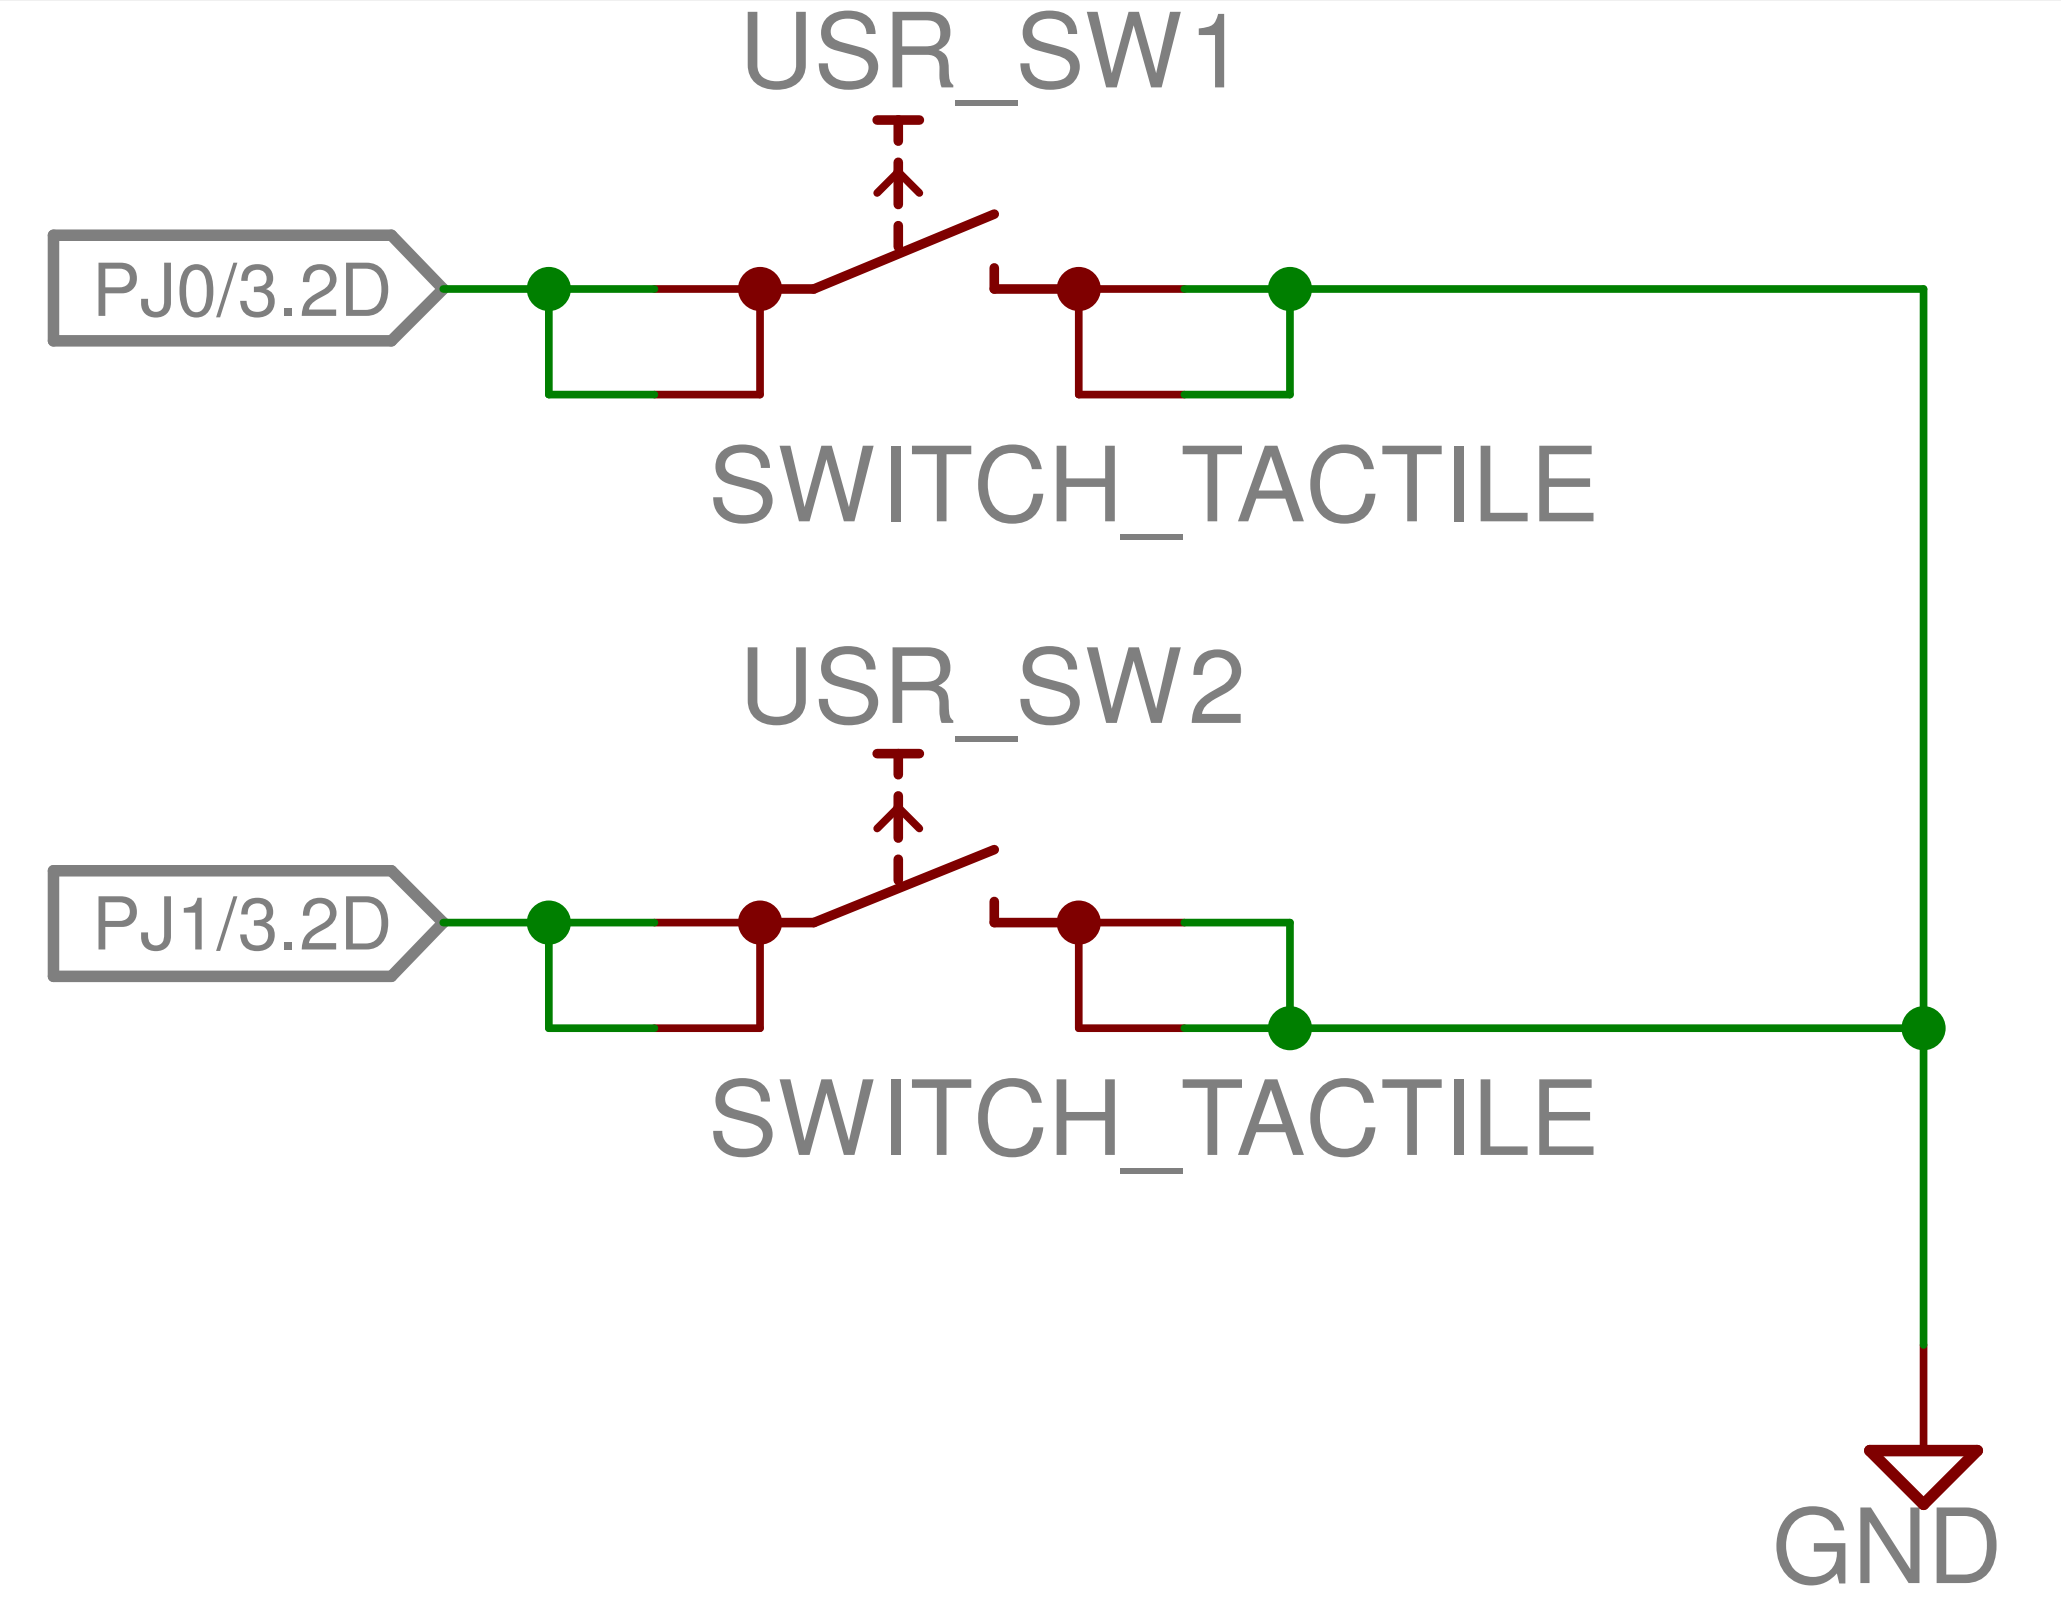 USR_SW1
PJ0/3.2D
SWITCH_TACTILE
USR_SW2
PJ1/3.2D
SWITCH_TACTILE
GND